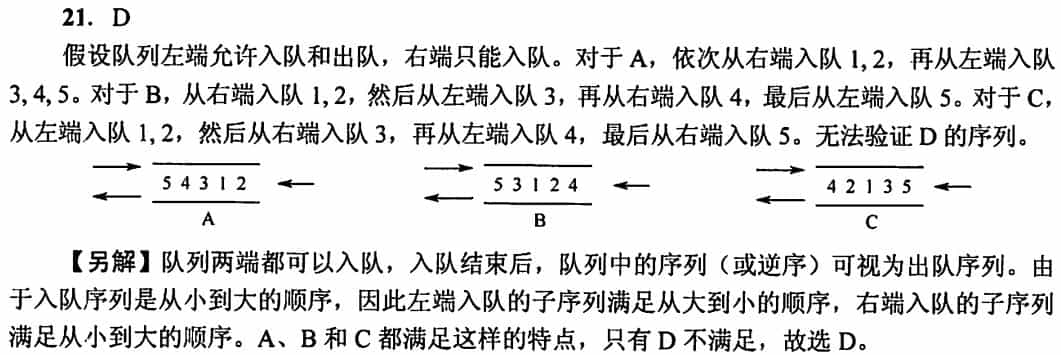 21. D
假设队列左端允许入队和出队，右端只能入队。对于 A，依次从右端入队 1, 2，再从左端入队
3, 4, 5。对于 B，从右端入队 1, 2，然后从左端入队 3，再从右端入队 4，最后从左端入队 5。对于 C，
从左端入队 1, 2，然后从右端入队 3，再从左端入队 4，最后从右端入队 5。无法验证 D 的序列。
5 4 3 1 2
5 3 1 2 4
4 2 1 3 5
A
B
C
【另解】队列两端都可以入队，入队结束后，队列中的序列（或逆序）可视为出队序列。由
于入队序列是从小到大的顺序，因此左端入队的子序列满足从大到小的顺序，右端入队的子序列
满足从小到大的顺序。A、B 和 C 都满足这样的特点，只有 D 不满足，故选 D。